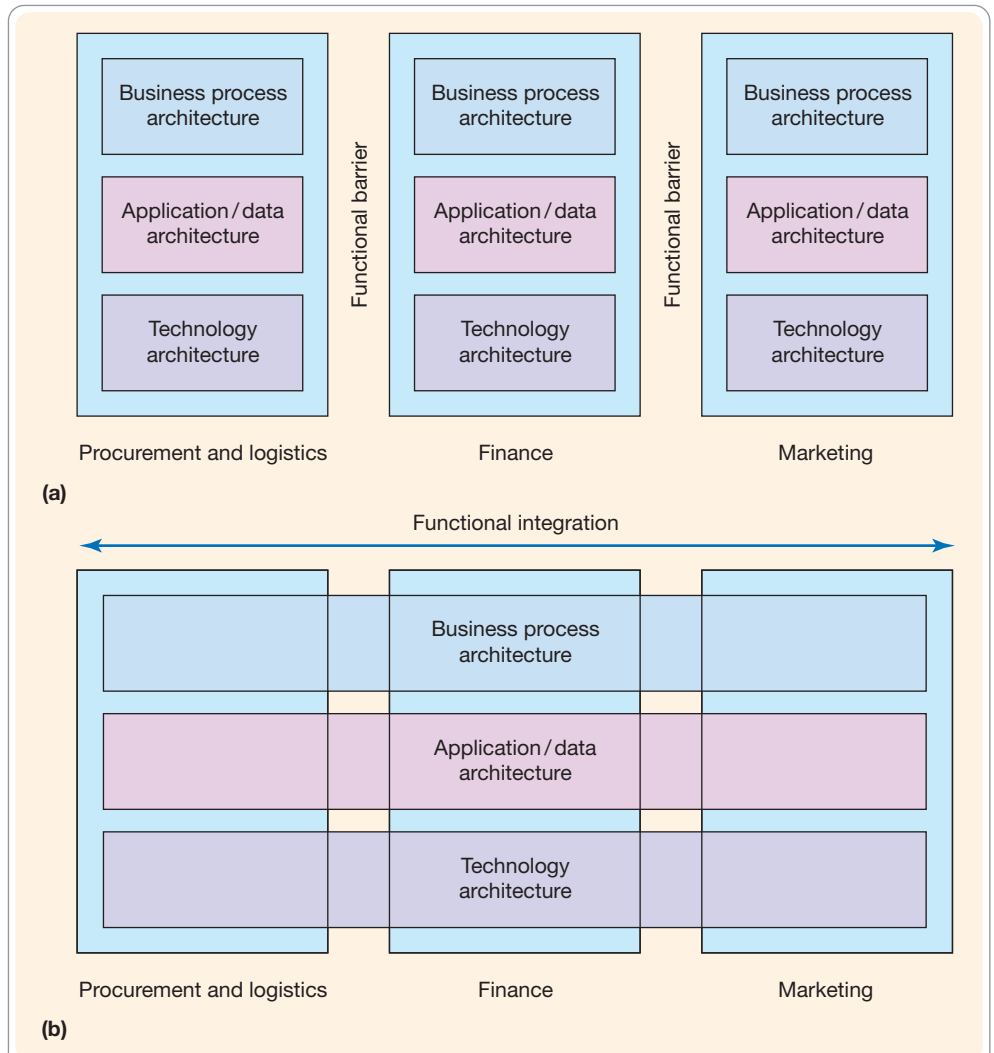 Business process
architecture
Application/data
architecture
Technology
architecture
Functional barrier
Business process
architecture
Application/data
architecture
Technology
architecture
Functional barrier
Business process
architecture
Application/data
architecture
Technology
architecture
Procurement and logistics
Finance
Marketing
(a)
Functional integration
Business process
architecture
Application/data
architecture
Technology
architecture
Procurement and logistics
Finance
Marketing
(b)